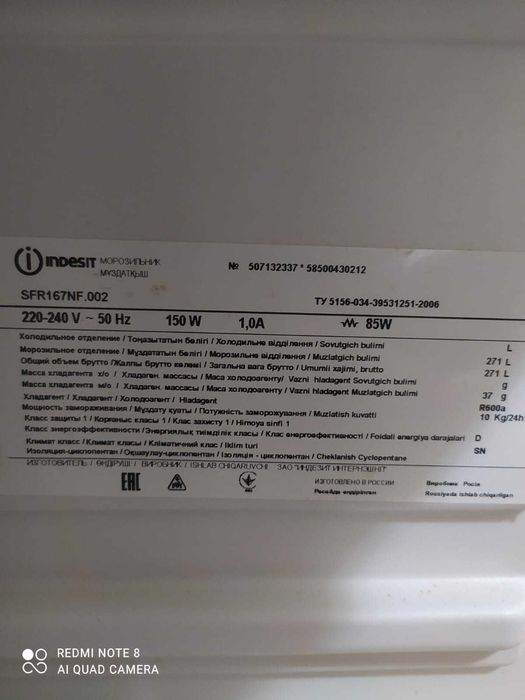 indesit МОРОЗИЛЬНИК
МҰЗДАТҚЫШ
№ 507132337 * 58500430212
SFR167NF.002
ТУ 5156-034-39531251-2006
220-240 V ~ 50 Hz 150 W 1,0A 85W
Холодильное отделение / Тоңазытатын бөлігі / Холодильне відділення / Sovutgich bulimi L
Морозильное отделение / Мұздататын бөлігі / Морозильне відділення / Muzlatgich bulimi 271 L
Общий объем брутто / Жалпы брутто көлемі / Загальна вага брутто / Umumii xajimi, brutto 271 L
Масса хладагента х/о / Хладаген. массасы / Маса холодоагенту / Vazni hladagent Sovutgich bulimi g
Масса хладагента м/о / Хладаген. массасы / Маса холодоагенту / Vazni hladagent Muzlatgich bulimi 37 g
Хладагент / Хладагент / Холодоагент / Hladagent R600a
Мощность замораживания / Мұздату қуаты / Потужність заморожування / Muzlatish kuvatti 10 Kg/24h
Класс защиты 1 / Қорғаныс класы 1 / Клас захисту 1 / Himoya sinfi 1
Класс энергоэффективности / Энергиялық тиімділік класы / Клас енергоефективності / Foidali energiya darajalari D
Климат класс / Климат класы / Кліматичний клас / Iklim turi SN
Изоляция-циклопентан / Оқшаулау-циклопентан / Ізоляція - циклопентан / Cheklanish Cyclopentane
ИЗГОТОВИТЕЛЬ / ӨНДІРУШІ / ВИРОБНИК / ISHLAB CHIQARUVCHI ЗАО "ИНДЕЗИТ ИНТЕРНЭШНЛ"
EAC ИЗГОТОВЛЕНО В РОССИИ Виробник Росія
Ресейде өндірілген Rossiyada ishlab chiqarilgan
REDMI NOTE 8
AI QUAD CAMERA